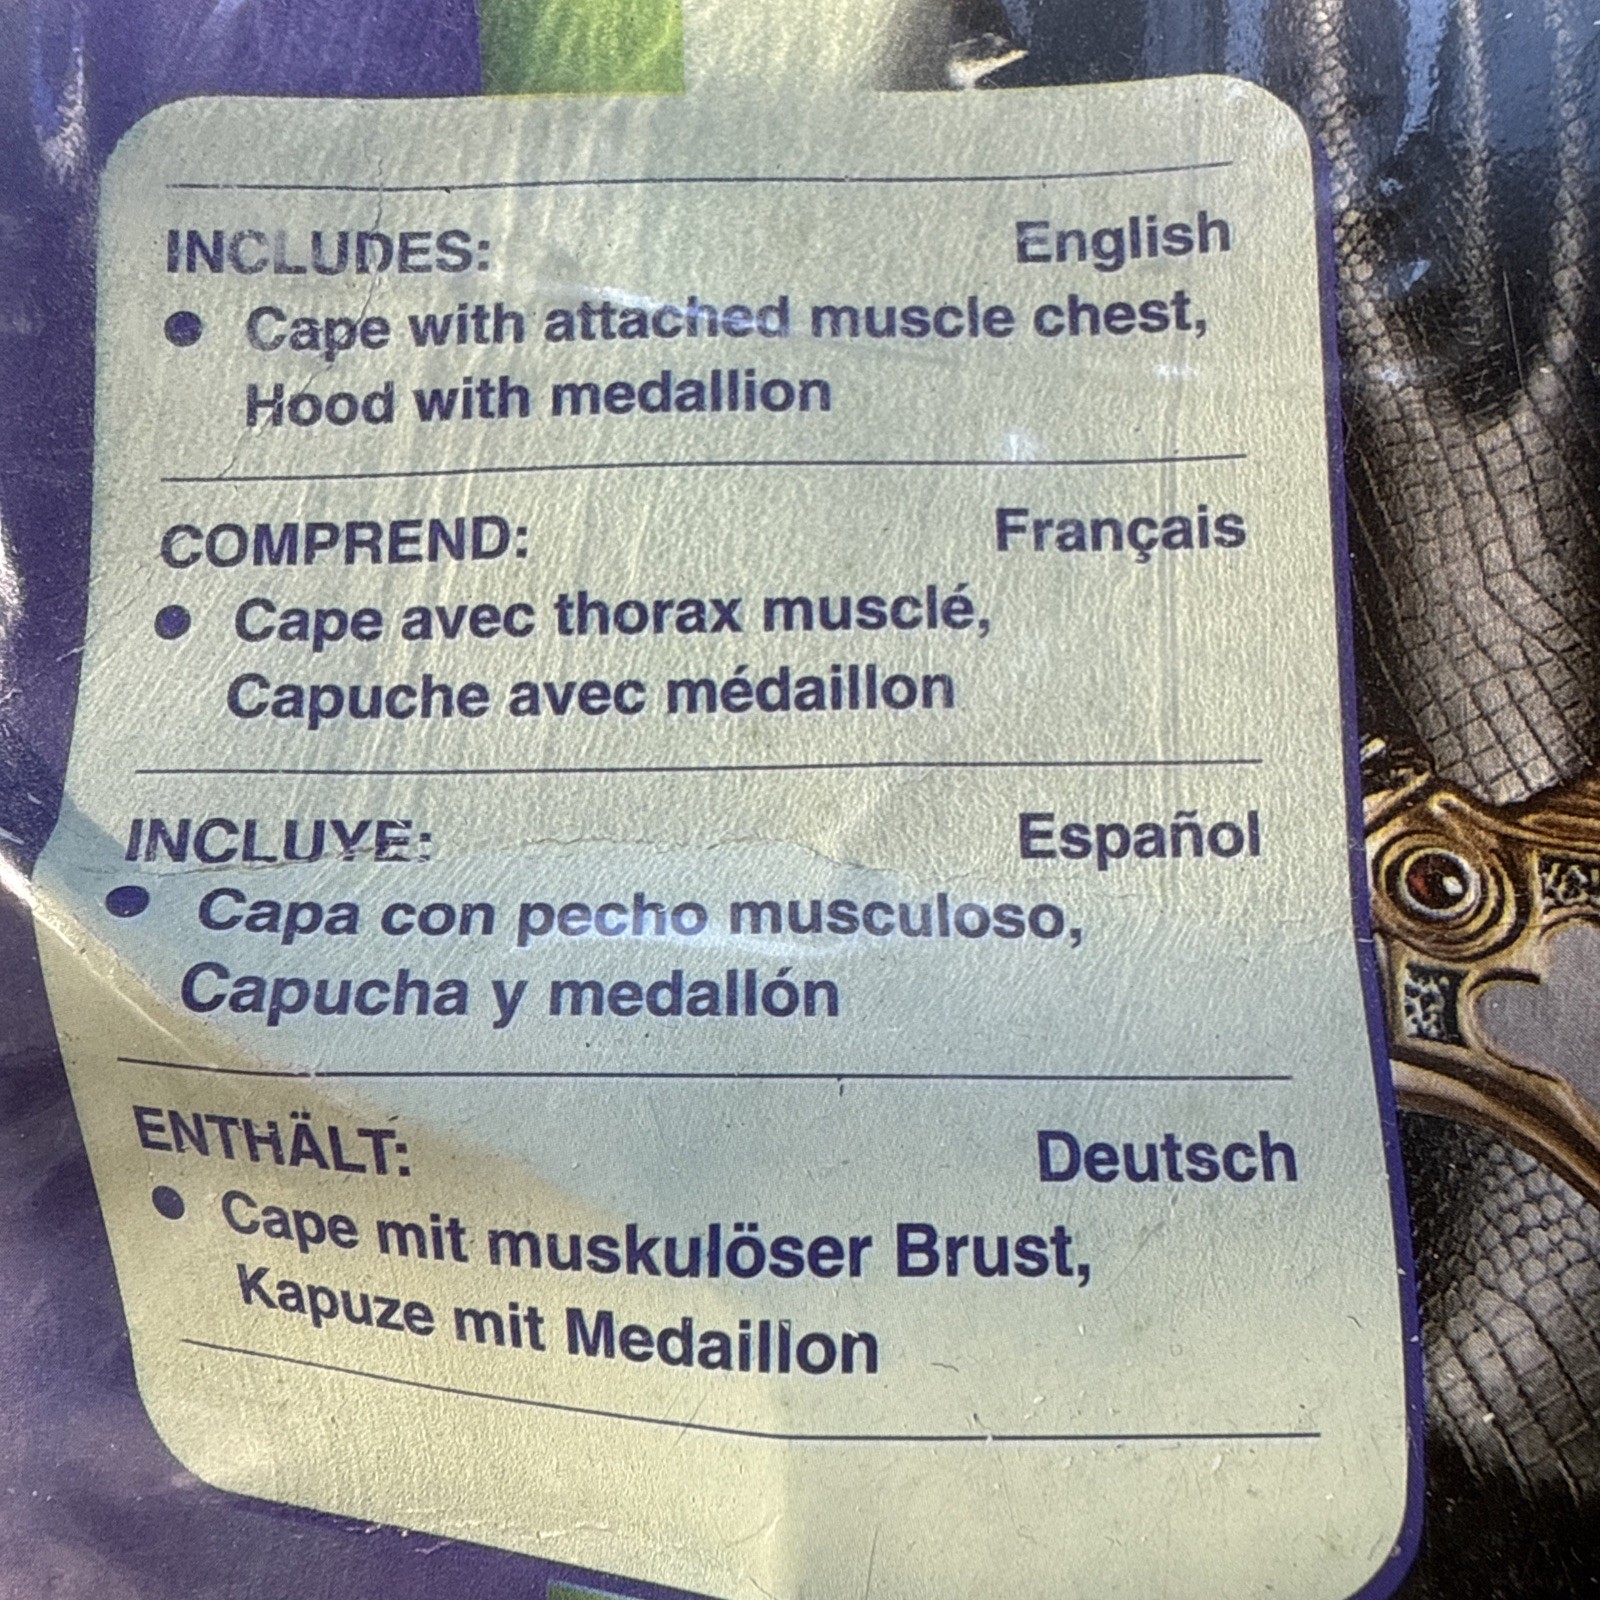 INCLUDES: English
● Cape with attached muscle chest,
Hood with medallion
COMPREND: Français
● Cape avec thorax musclé,
Capuche avec médaillon
INCLUYE: Español
● Capa con pecho musculoso,
Capucha y medallón
ENTHÄLT: Deutsch
● Cape mit muskulöser Brust,
Kapuze mit Medaillon